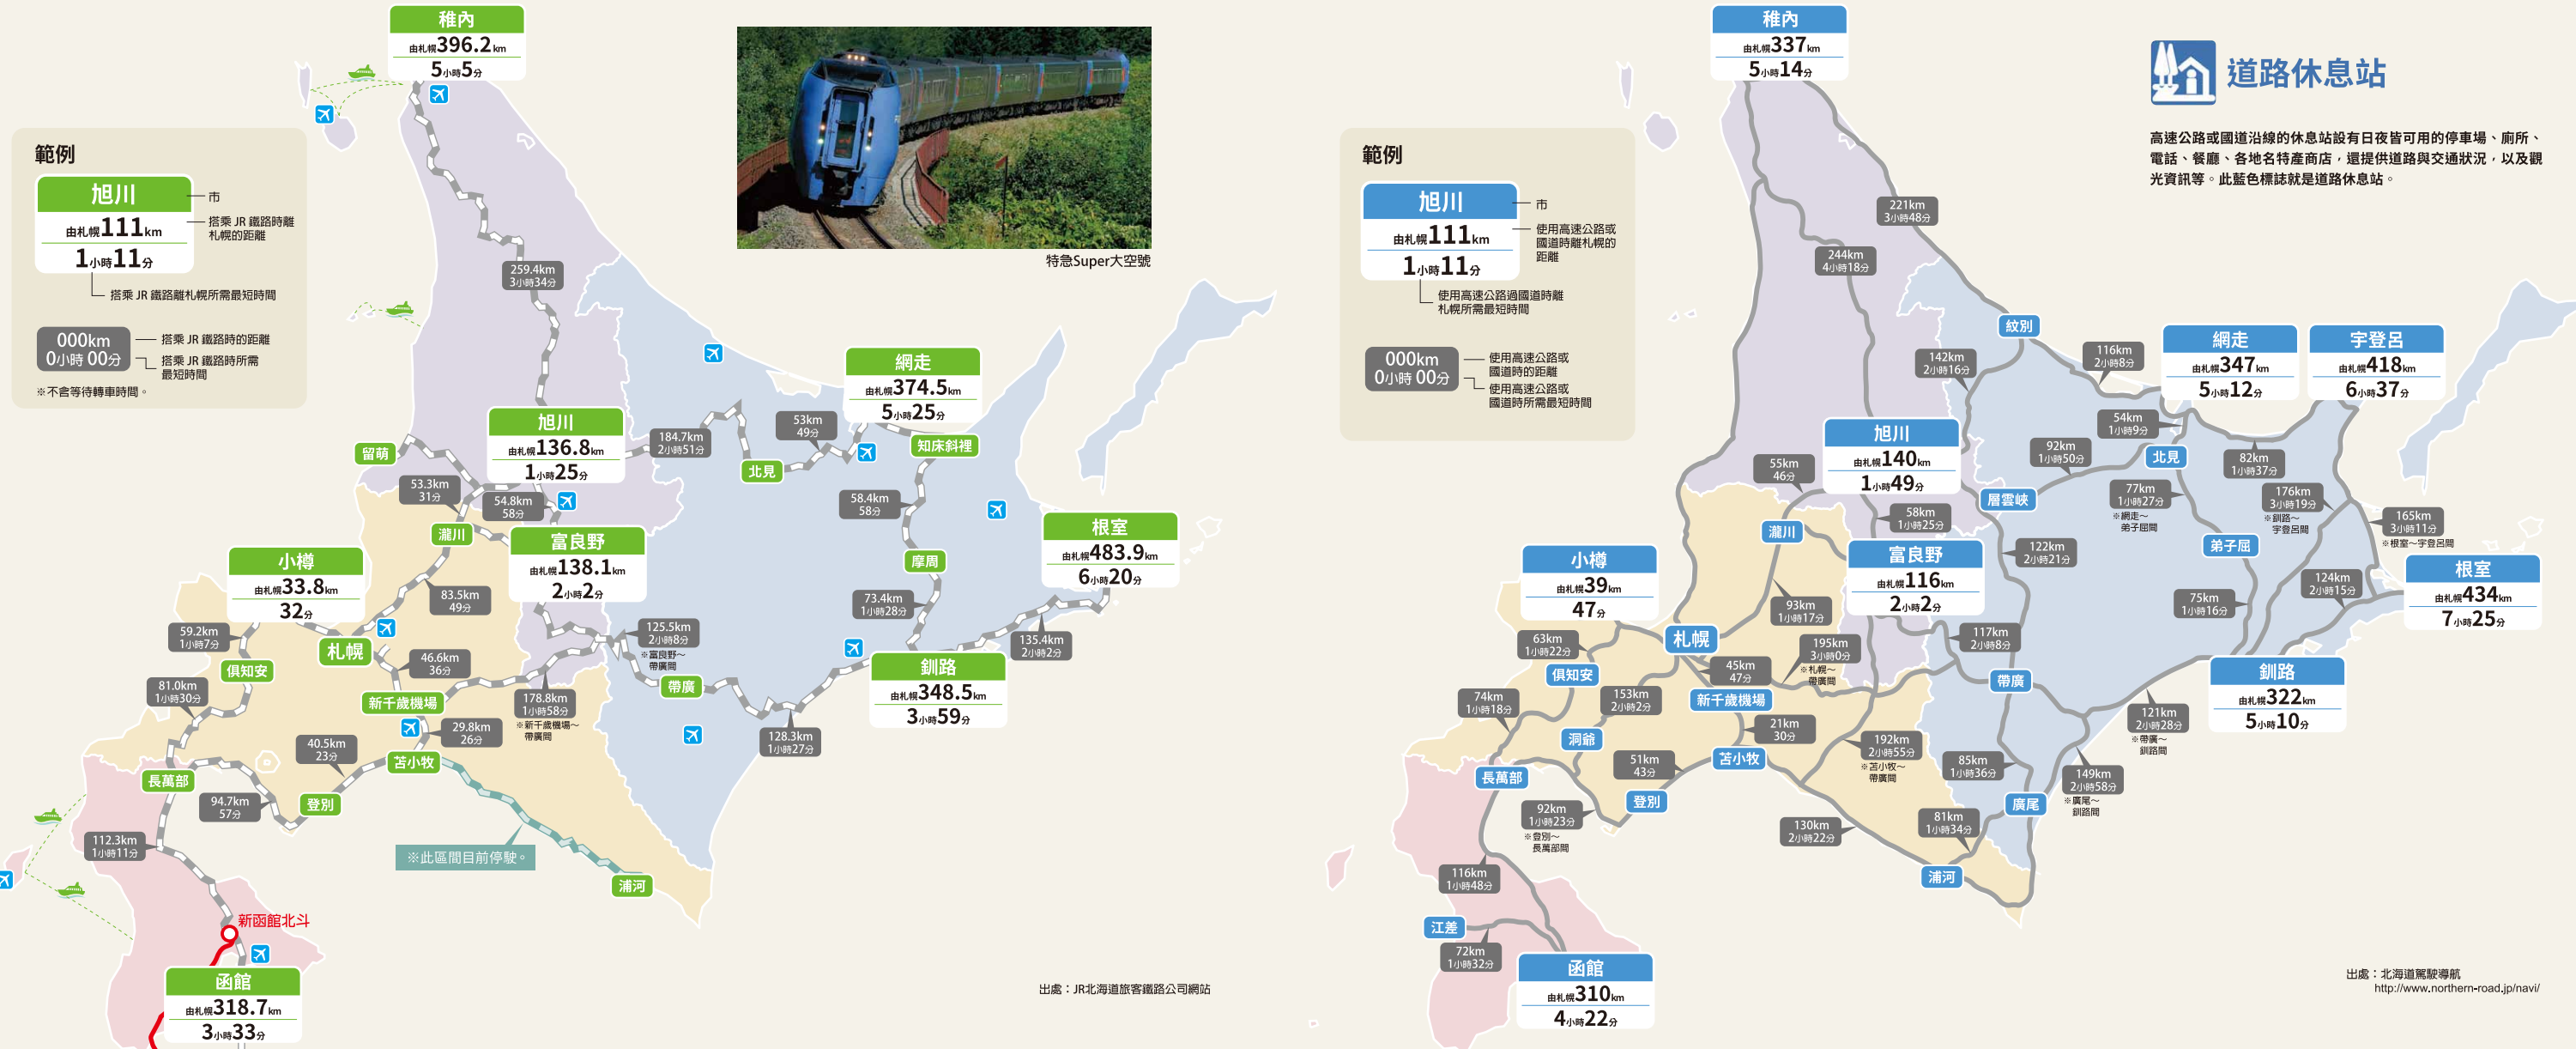 稚內
由札幌396.2km
5小時5分
範例
旭川
由札幌111km
1小時11分
市
搭乘 JR 鐵路時離
札幌的距離
搭乘 JR 鐵路離札幌所需最短時間
000km
0小時 00分
搭乘 JR 鐵路時的距離
搭乘 JR 鐵路時所需
最短時間
※不含等待轉車時間。
特急Super大空號
259.4km
3小時34分
網走
由札幌374.5km
5小時25分
旭川
由札幌136.8km
1小時25分
184.7km
2小時51分
53km
49分
知床斜裡
留萌
北見
53.3km
31分
54.8km
58分
58.4km
58分
瀧川
富良野
由札幌138.1km
2小時2分
根室
由札幌483.9km
6小時20分
小樽
由札幌33.8km
32分
摩周
83.5km
49分
73.4km
1小時28分
59.2km
1小時7分
札幌
125.5km
2小時8分
※富良野～
帶廣間
135.4km
2小時2分
俱知安
46.6km
36分
釧路
由札幌348.5km
3小時59分
81.0km
1小時30分
新千歲機場
帶廣
178.8km
1小時58分
※新千歲機場～
帶廣間
29.8km
26分
128.3km
1小時27分
40.5km
23分
苫小牧
長萬部
94.7km
57分
登別
112.3km
1小時11分
※此區間目前停駛。
浦河
新函館北斗
函館
由札幌318.7km
3小時33分
出處：JR北海道旅客鐵路公司網站
稚內
由札幌337km
5小時14分
道路休息站
高速公路或國道沿線的休息站設有日夜皆可用的停車場、廁所、
電話、餐廳、各地名特產商店，還提供道路與交通狀況，以及觀
光資訊等。此藍色標誌就是道路休息站。
範例
旭川
由札幌111km
1小時11分
市
使用高速公路或
國道時離札幌的
距離
使用高速公路過國道時離
札幌所需最短時間
000km
0小時 00分
使用高速公路或
國道時的距離
使用高速公路或
國道時所需最短時間
221km
3小時48分
244km
4小時18分
紋別
142km
2小時16分
116km
2小時8分
網走
由札幌347km
5小時12分
宇登呂
由札幌418km
6小時37分
旭川
由札幌140km
1小時49分
54km
1小時9分
92km
1小時50分
北見
82km
1小時37分
55km
46分
層雲峽
77km
1小時27分
※網走～
弟子屈間
176km
3小時19分
※釧路～
宇登呂間
165km
3小時11分
※根室～宇登呂間
58km
1小時25分
瀧川
弟子屈
122km
2小時21分
小樽
由札幌39km
47分
富良野
由札幌116km
2小時2分
124km
2小時15分
根室
由札幌434km
7小時25分
75km
1小時16分
93km
1小時17分
札幌
63km
1小時22分
195km
3小時0分
※札幌～
帶廣間
117km
2小時8分
俱知安
45km
47分
帶廣
釧路
由札幌322km
5小時10分
74km
1小時18分
153km
2小時2分
新千歲機場
121km
2小時28分
※帶廣～
釧路間
21km
30分
洞爺
192km
2小時55分
※苫小牧～
帶廣間
51km
43分
苫小牧
85km
1小時36分
149km
2小時58分
※廣尾～
釧路間
長萬部
登別
廣尾
92km
1小時23分
※登別～
長萬部間
130km
2小時22分
81km
1小時34分
116km
1小時48分
浦河
江差
72km
1小時32分
函館
由札幌310km
4小時22分
出處：北海道駕駛導航
http://www.northern-road.jp/navi/